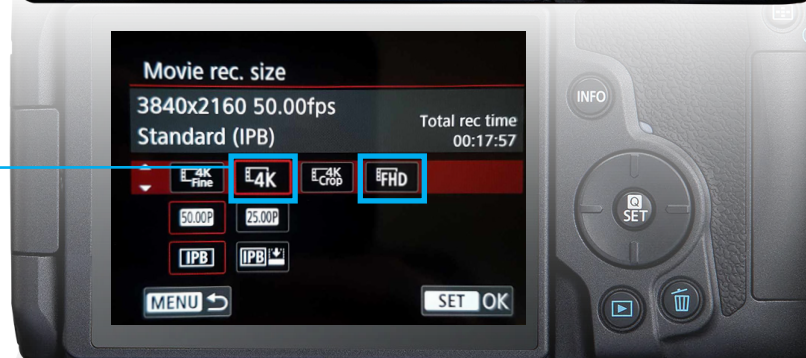 Movie rec. size
3840x2160 50.00fps
Standard (IPB)
Total rec time
00:17:57
4K Fine
4K
4K Crop
FHD
50.00P
25.00P
IPB
IPB
MENU
SET OK
INFO
Q
SET